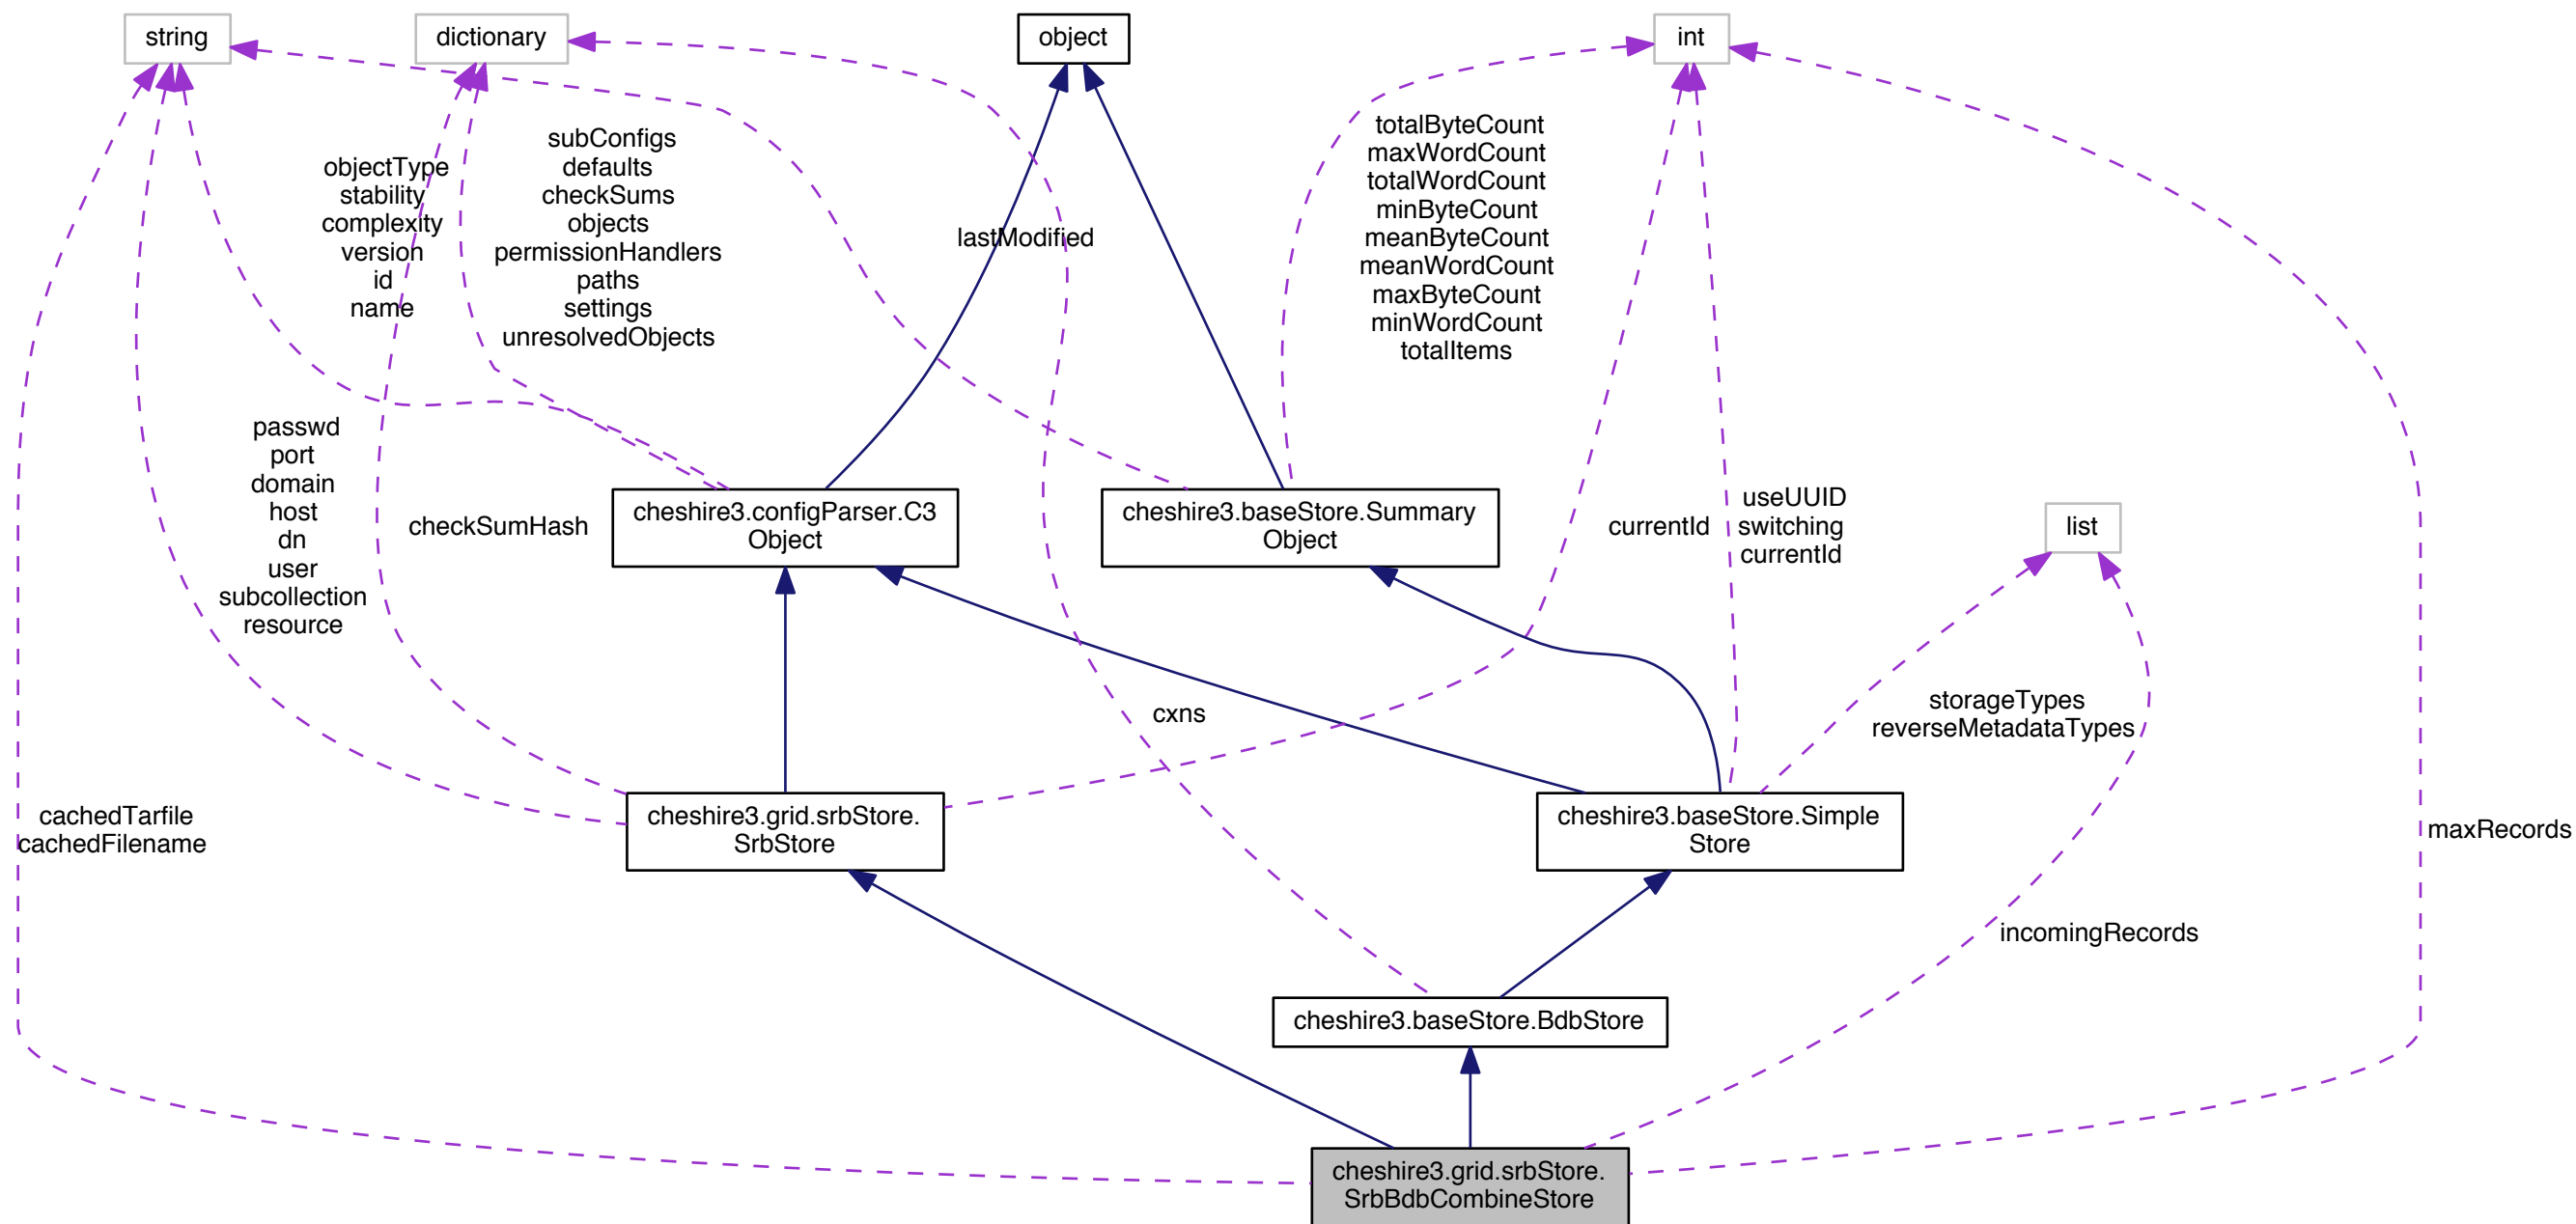 string
dictionary
object
int
subConfigs
defaults
checkSums
objects
permissionHandlers
paths
settings
unresolvedObjects
objectType
stability
complexity
version
id
name
lastModified
totalByteCount
maxWordCount
totalWordCount
minByteCount
meanByteCount
meanWordCount
maxByteCount
minWordCount
totalItems
passwd
port
domain
host
dn
user
subcollection
resource
checkSumHash
cheshire3.configParser.C3
Object
cheshire3.baseStore.Summary
Object
currentId
useUUID
switching
currentId
list
cxns
storageTypes
reverseMetadataTypes
cachedTarfile
cachedFilename
cheshire3.grid.srbStore.
SrbStore
cheshire3.baseStore.Simple
Store
maxRecords
incomingRecords
cheshire3.baseStore.BdbStore
cheshire3.grid.srbStore.
SrbBdbCombineStore